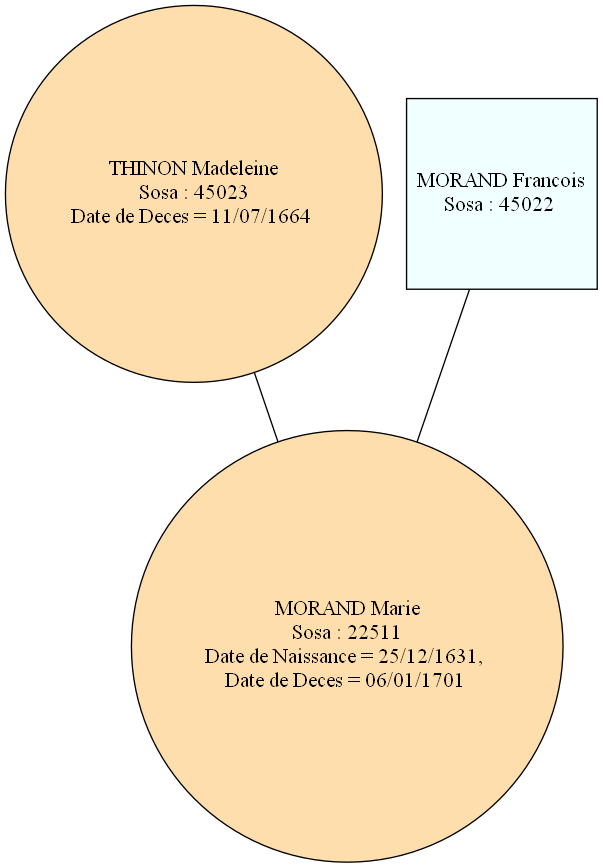 THINON Madeleine
Sosa : 45023
Date de Deces = 11/07/1664
MORAND Francois
Sosa : 45022
MORAND Marie
Sosa : 22511
Date de Naissance = 25/12/1631,
Date de Deces = 06/01/1701